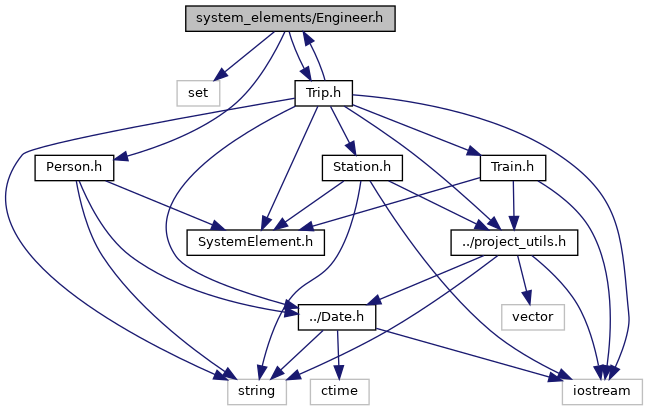 system_elements/Engineer.h
set
Trip.h
Person.h
Station.h
Train.h
SystemElement.h
../project_utils.h
../Date.h
vector
string
ctime
iostream